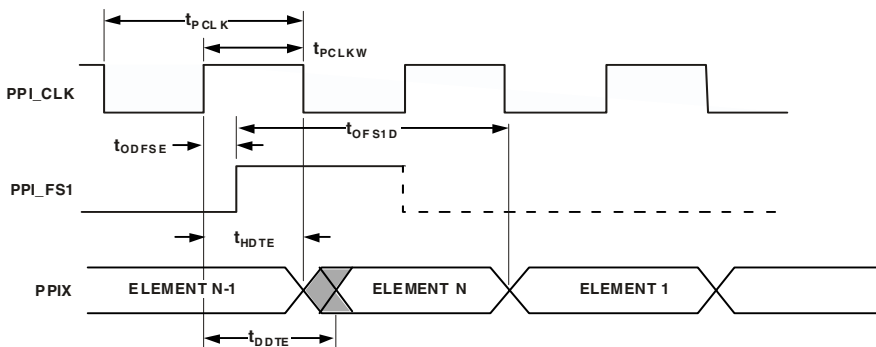 tPCLK
tPCLKW
PPI_CLK
tOFS1D
tODFSE
PPI_FS1
tHDTE
PPIX
ELEMENT N-1
ELEMENT N
ELEMENT 1
tDDTE